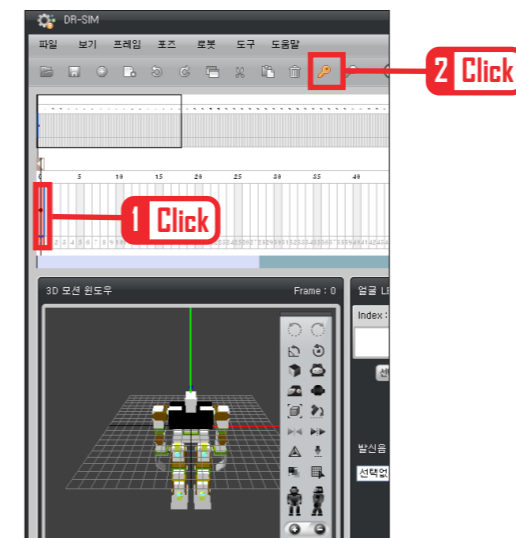 DR-SIM
파일 보기 프레임 포즈 로봇 도구 도움말
2 Click
5 10 15 20 25 30 35 40
1 Click
3D 모션 윈도우 Frame : 0 얼굴 LE
Index :
발신음
선택없